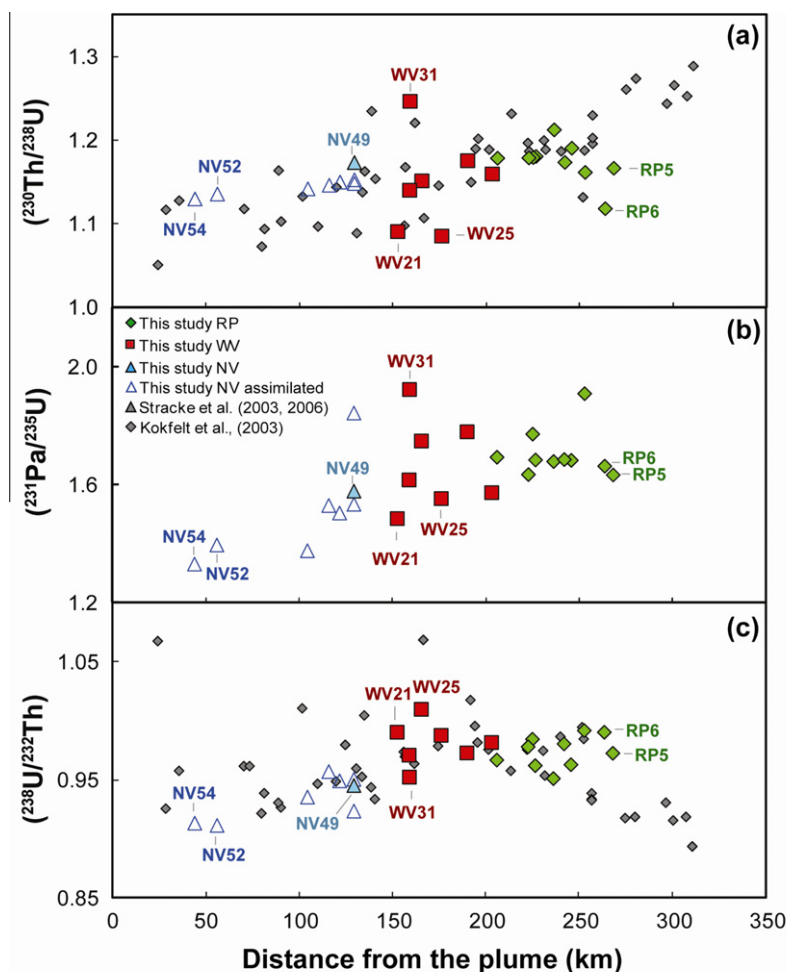 (a)
(²³⁰Th/²³⁸U)
1.3
1.2
1.1
1.0
WV31
NV49
NV52
NV54
WV21
WV25
RP5
RP6
(b)
(²³¹Pa/²³⁵U)
2.0
1.6
1.2
This study RP
This study WV
This study NV
This study NV assimilated
Stracke et al. (2003, 2006)
Kokfelt et al., (2003)
WV31
NV49
NV54
NV52
WV21
WV25
RP6
RP5
(c)
(²³⁸U/²³²Th)
1.05
0.95
0.85
WV21
WV25
NV54
NV52
NV49
WV31
RP6
RP5
0 50 100 150 200 250 300 350
Distance from the plume (km)